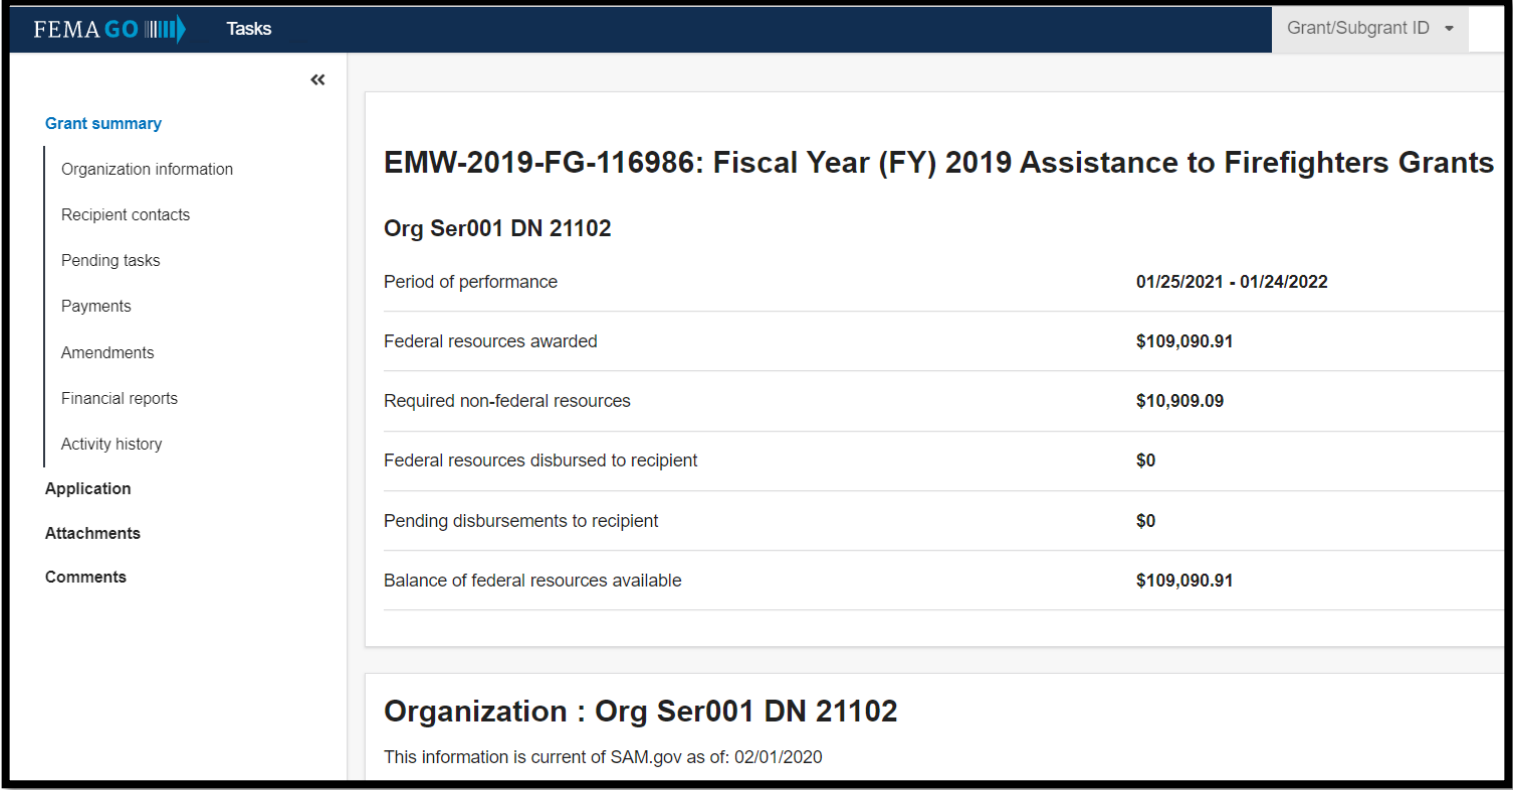 FEMA GO Tasks Grant/Subgrant ID
«
Grant summary
Organization information
Recipient contacts
Pending tasks
Payments
Amendments
Financial reports
Activity history
Application
Attachments
Comments
EMW-2019-FG-116986: Fiscal Year (FY) 2019 Assistance to Firefighters Grants
Org Ser001 DN 21102
Period of performance 01/25/2021 - 01/24/2022
Federal resources awarded $109,090.91
Required non-federal resources $10,909.09
Federal resources disbursed to recipient $0
Pending disbursements to recipient $0
Balance of federal resources available $109,090.91
Organization : Org Ser001 DN 21102
This information is current of SAM.gov as of: 02/01/2020